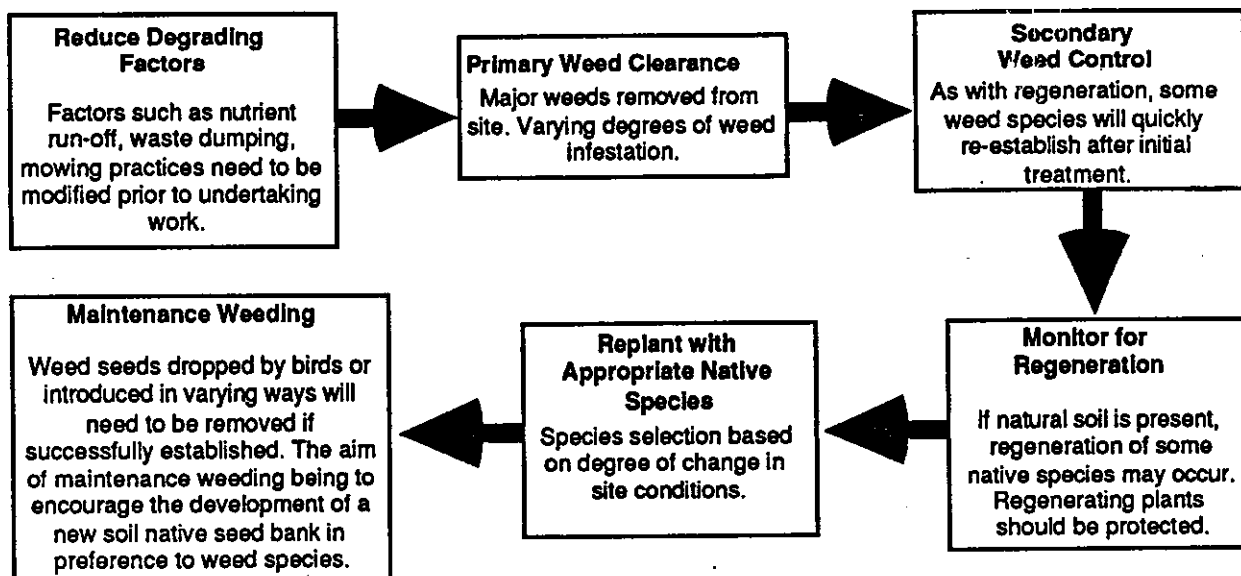 Reduce Degrading
Factors
Factors such as nutrient
run-off, waste dumping,
mowing practices need to be
modified prior to undertaking
work.
Primary Weed Clearance
Major weeds removed from
site. Varying degrees of weed
infestation.
Secondary
Weed Control
As with regeneration, some
weed species will quickly
re-establish after initial
treatment.
Monitor for
Regeneration
If natural soil is present,
regeneration of some
native species may occur.
Regenerating plants
should be protected.
Replant with
Appropriate Native
Species
Species selection based
on degree of change in
site conditions.
Maintenance Weeding
Weed seeds dropped by birds or
introduced in varying ways will
need to be removed if
successfully established. The aim
of maintenance weeding being to
encourage the development of a
new soil native seed bank in
preference to weed species.